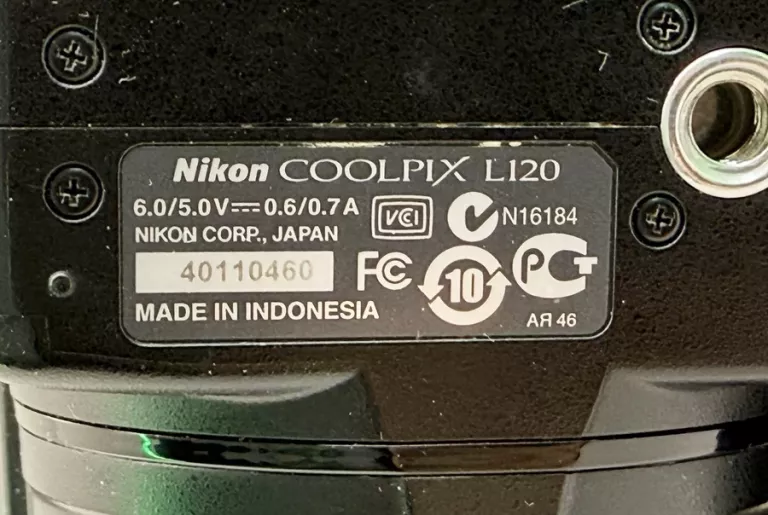 Nikon COOLPIX L120
6.0/5.0V⎓0.6/0.7A
VCI
N16184
NIKON CORP., JAPAN
40110460
FC
10
PCT
MADE IN INDONESIA
АЯ 46